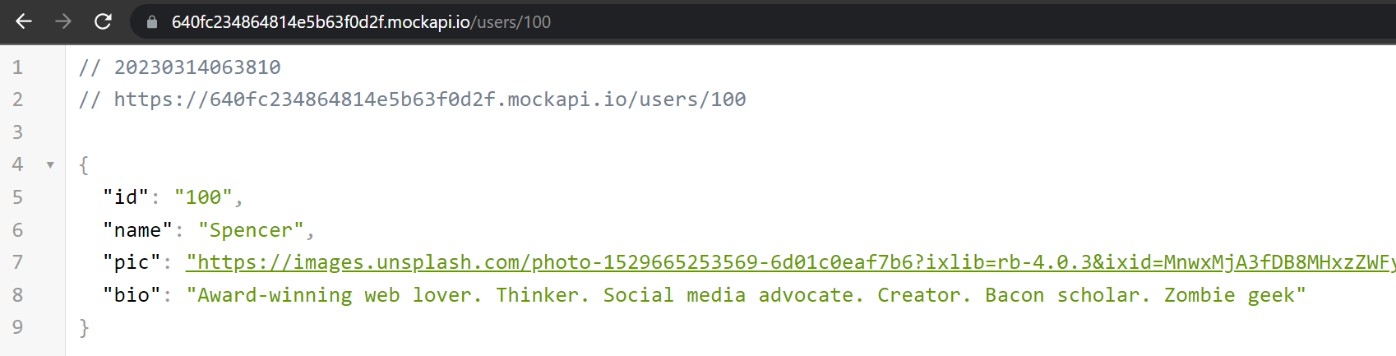 640fc234864814e5b63f0d2f.mockapi.io/users/100
1 // 20230314063810
2 // https://640fc234864814e5b63f0d2f.mockapi.io/users/100
3
4 {
5 "id": "100",
6 "name": "Spencer",
7 "pic": "https://images.unsplash.com/photo-1529665253569-6d01c0eaf7b6?ixlib=rb-4.0.3&ixid=MnwxMjA3fDB8MHxzZWFy
8 "bio": "Award-winning web lover. Thinker. Social media advocate. Creator. Bacon scholar. Zombie geek"
9 }